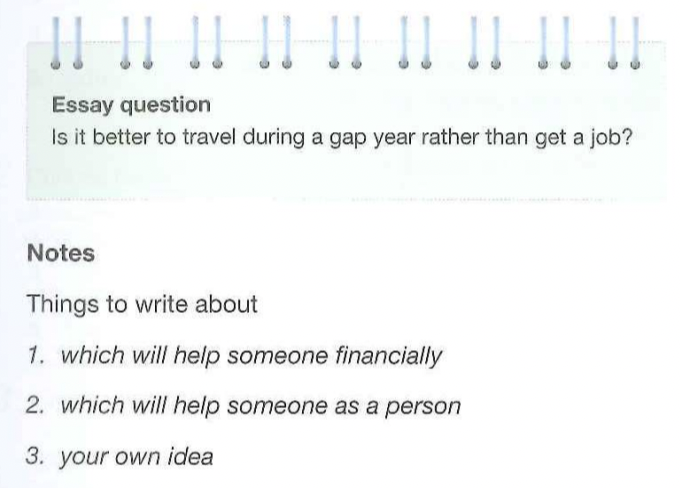 Essay question
Is it better to travel during a gap year rather than get a job?
Notes
Things to write about
1. which will help someone financially
2. which will help someone as a person
3. your own idea